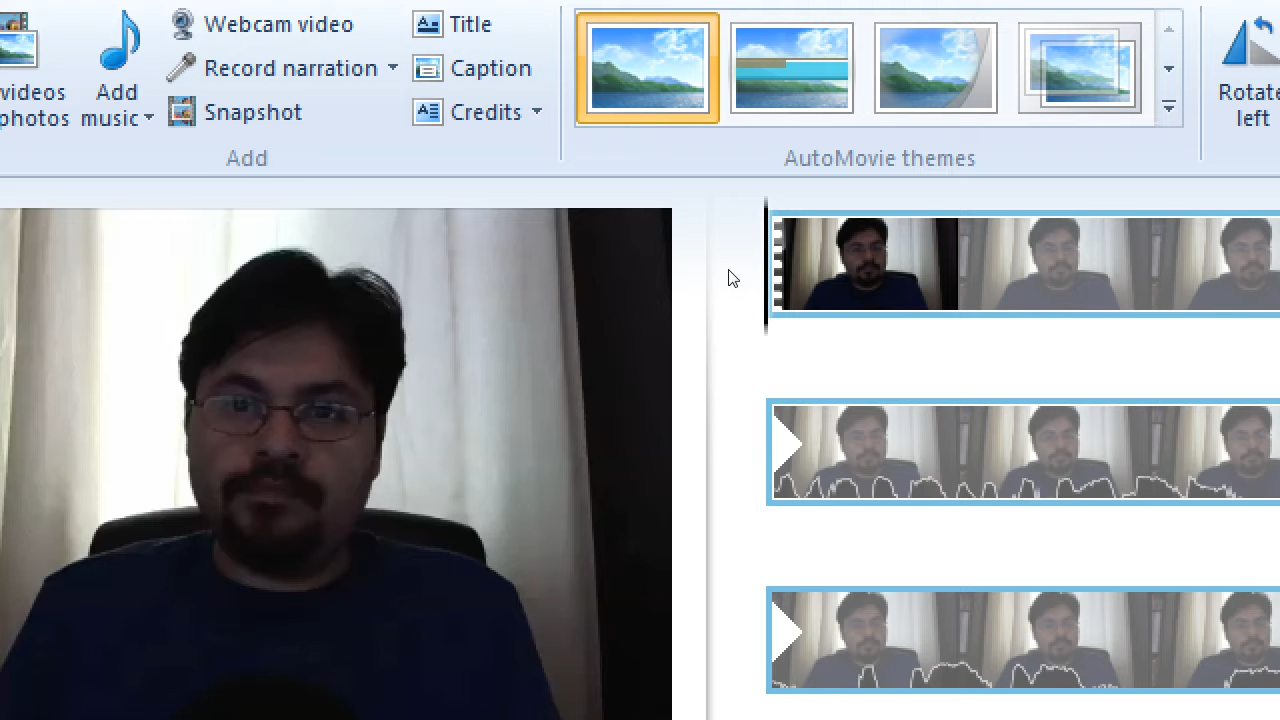 videos
photos
Add
music
Webcam video
Record narration
Snapshot
Title
Caption
Credits
Add
AutoMovie themes
Rotate
left